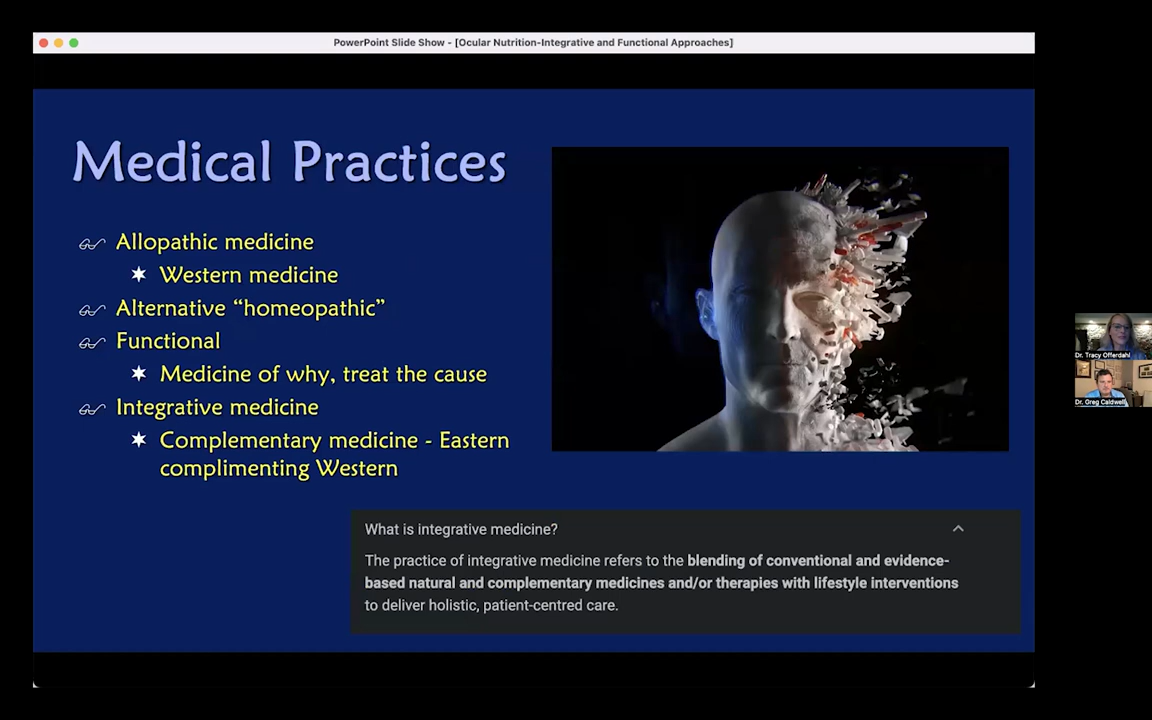 PowerPoint Slide Show - [Ocular Nutrition-Integrative and Functional Approaches]
Medical Practices
Allopathic medicine
Western medicine
Alternative “homeopathic”
Functional
Medicine of why, treat the cause
Integrative medicine
Complementary medicine - Eastern
complimenting Western
What is integrative medicine?
The practice of integrative medicine refers to the blending of conventional and evidence-
based natural and complementary medicines and/or therapies with lifestyle interventions
to deliver holistic, patient-centred care.
Dr. Tracy Offerdahl
Dr. Greg Caldwell